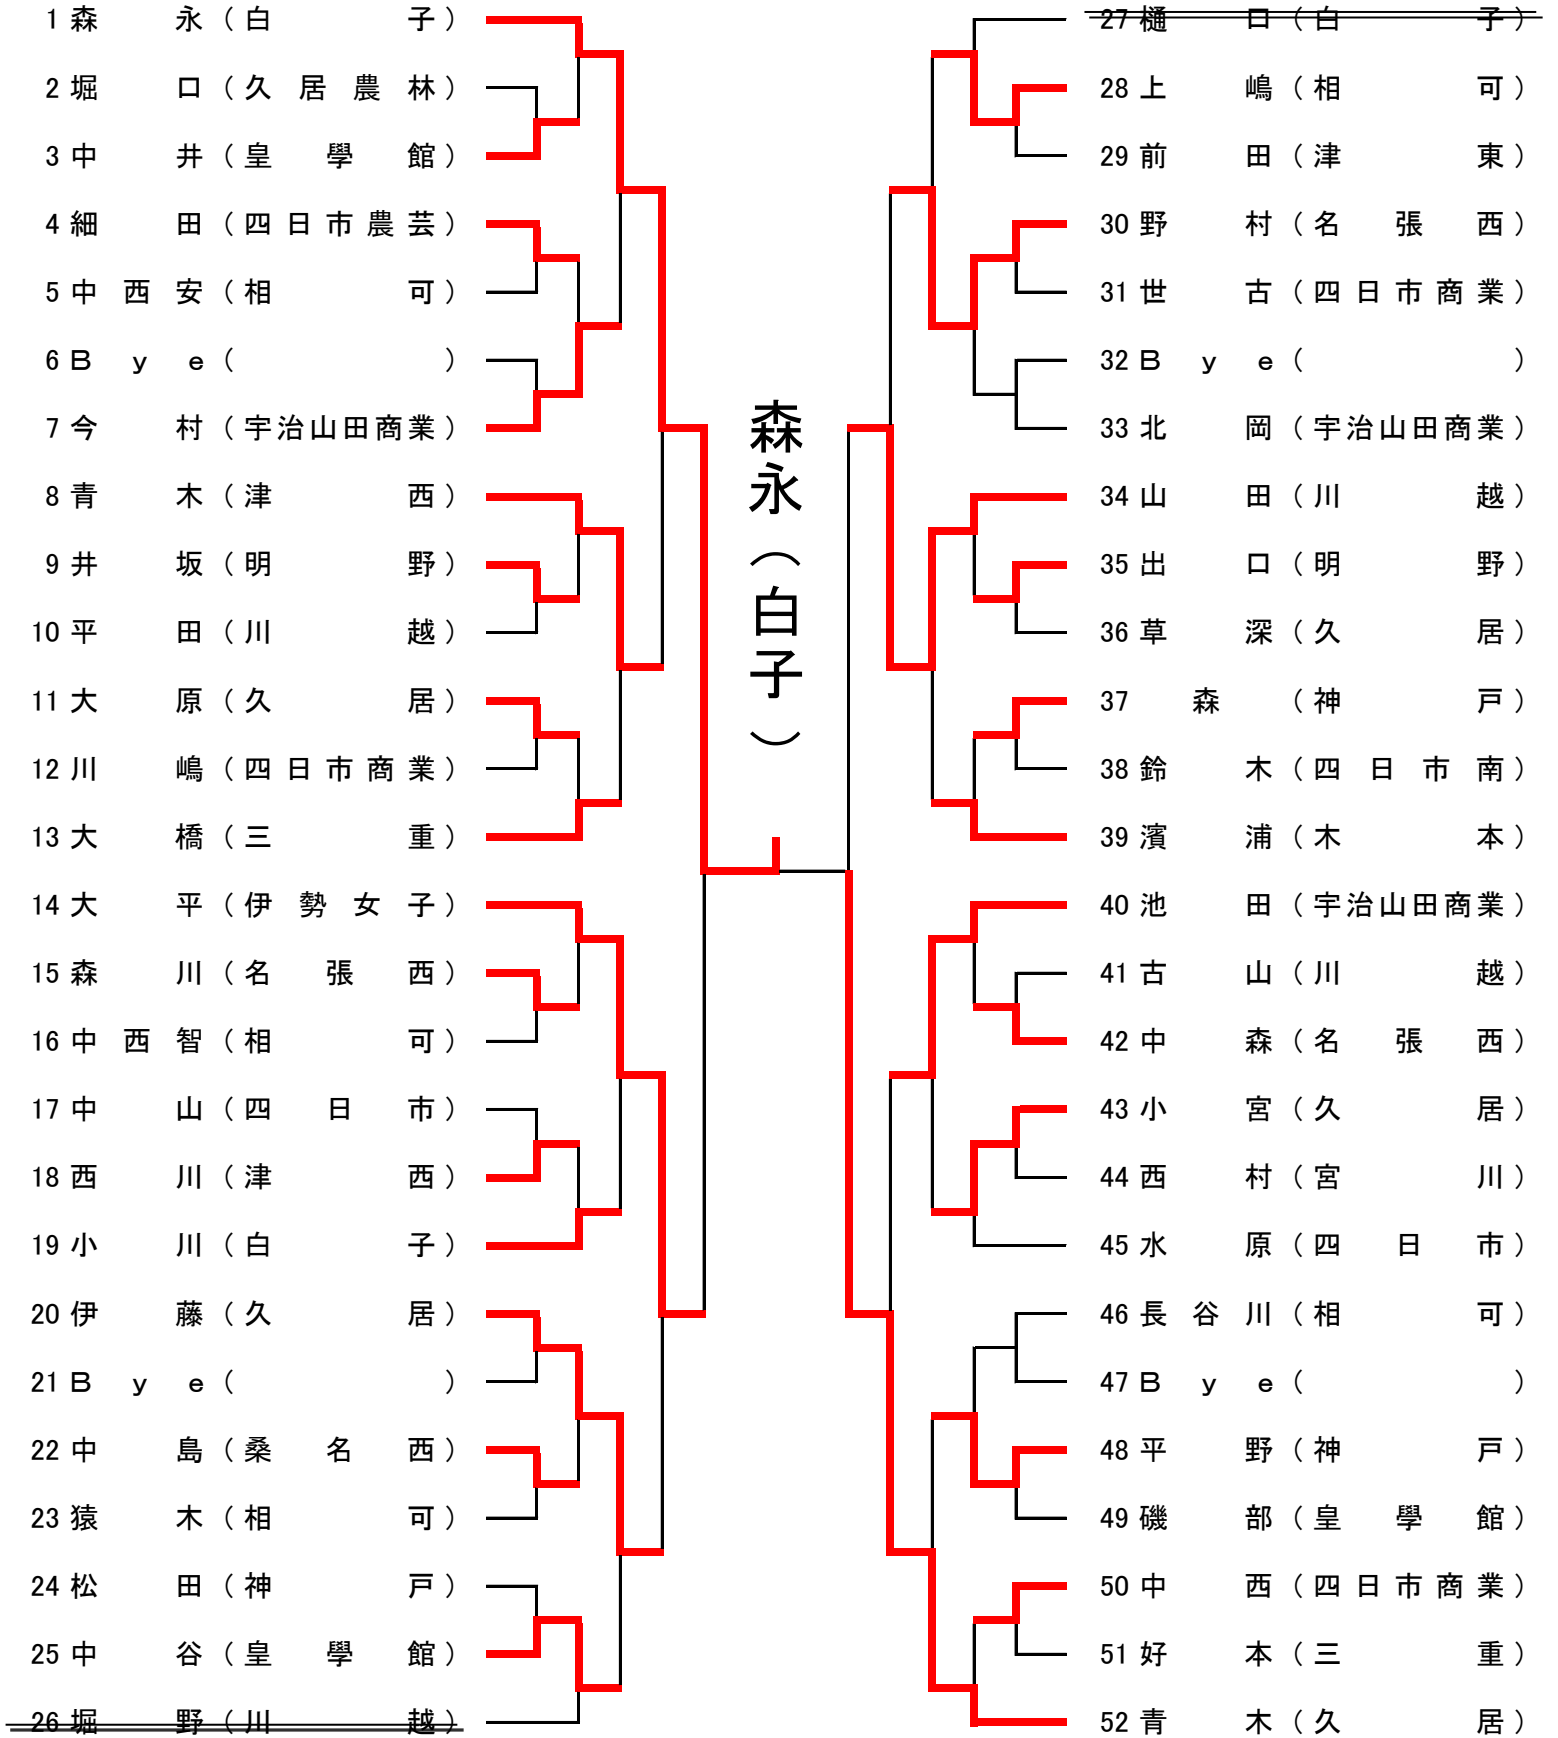 1 森永（白子）
2 堀口（久居農林）
3 中井（皇學館）
4 細田（四日市農芸）
5 中西安（相可）
6 Ｂｙｅ（　）
7 今村（宇治山田商業）
8 青木（津西）
9 井坂（明野）
10 平田（川越）
11 大原（久居）
12 川嶋（四日市商業）
13 大橋（三重）
14 大平（伊勢女子）
15 森川（名張西）
16 中西智（相可）
17 中山（四日市）
18 西川（津西）
19 小川（白子）
20 伊藤（久居）
21 Ｂｙｅ（　）
22 中島（桑名西）
23 猿木（相可）
24 松田（神戸）
25 中谷（皇學館）
26 堀野（川越）
森永（白子）
27 樋口（白子）
28 上嶋（相可）
29 前田（津東）
30 野村（名張西）
31 世古（四日市商業）
32 Ｂｙｅ（　）
33 北岡（宇治山田商業）
34 山田（川越）
35 出口（明野）
36 草深（久居）
37 森（神戸）
38 鈴木（四日市南）
39 濱浦（木本）
40 池田（宇治山田商業）
41 古山（川越）
42 中森（名張西）
43 小宮（久居）
44 西村（宮川）
45 水原（四日市）
46 長谷川（相可）
47 Ｂｙｅ（　）
48 平野（神戸）
49 磯部（皇學館）
50 中西（四日市商業）
51 好本（三重）
52 青木（久居）